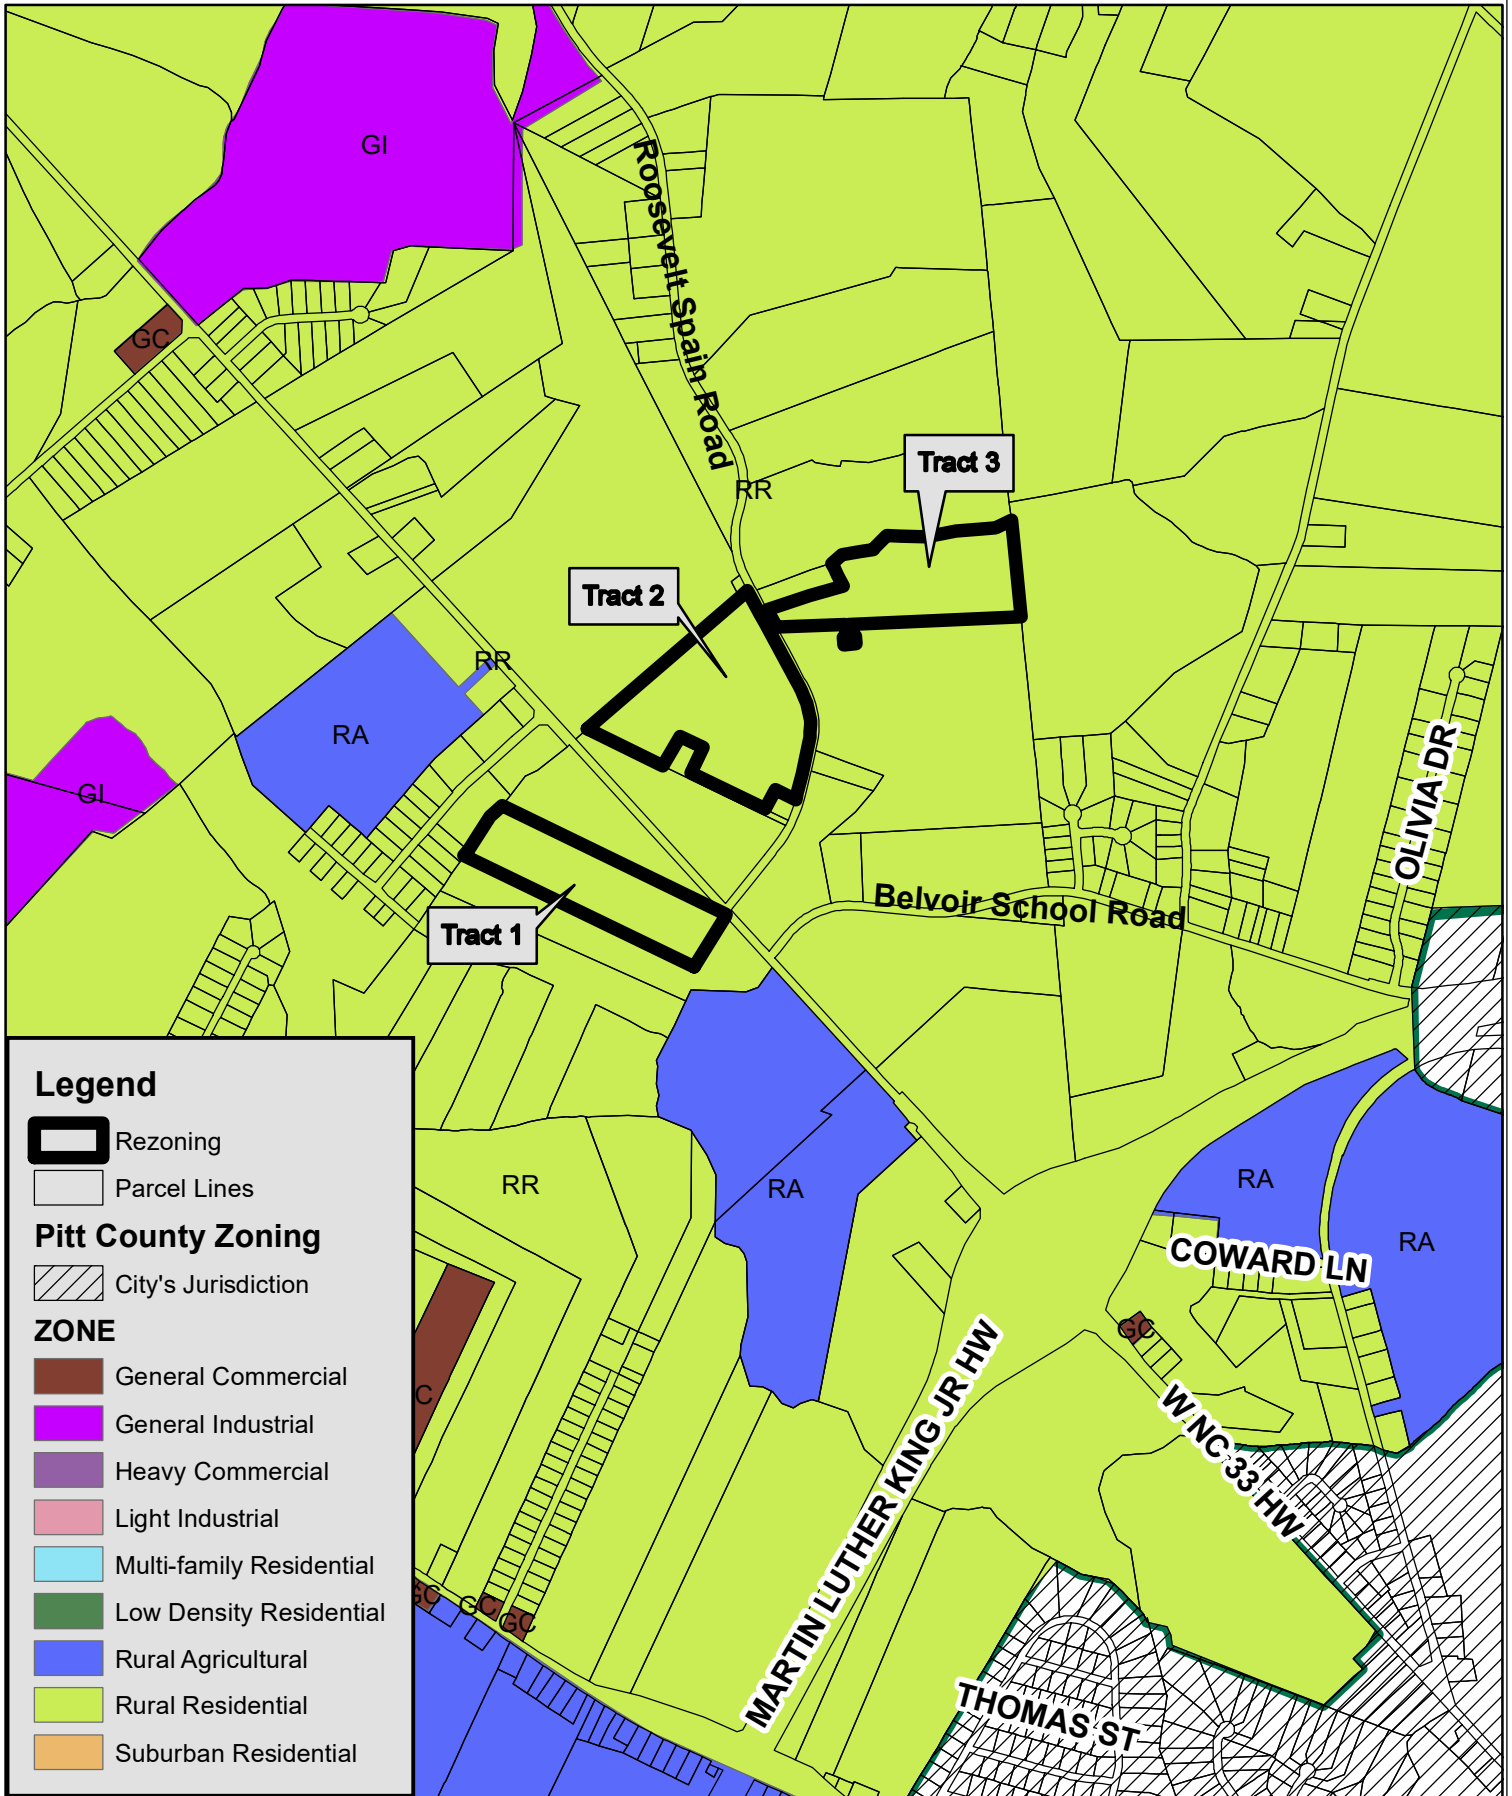 GI
Roosevelt Spain Road
GC
Tract 3
RR
Tract 2
RR
RA
GI
OLIVIA DR
Belvoir School Road
Tract 1
Legend
Rezoning
Parcel Lines
Pitt County Zoning
City's Jurisdiction
ZONE
General Commercial
General Industrial
Heavy Commercial
Light Industrial
Multi-family Residential
Low Density Residential
Rural Agricultural
Rural Residential
Suburban Residential
RR
RA
RA
RA
COWARD LN
GC
C
W NC 33 HW
MARTIN LUTHER KING JR HW
GC
GC
GC
THOMAS ST